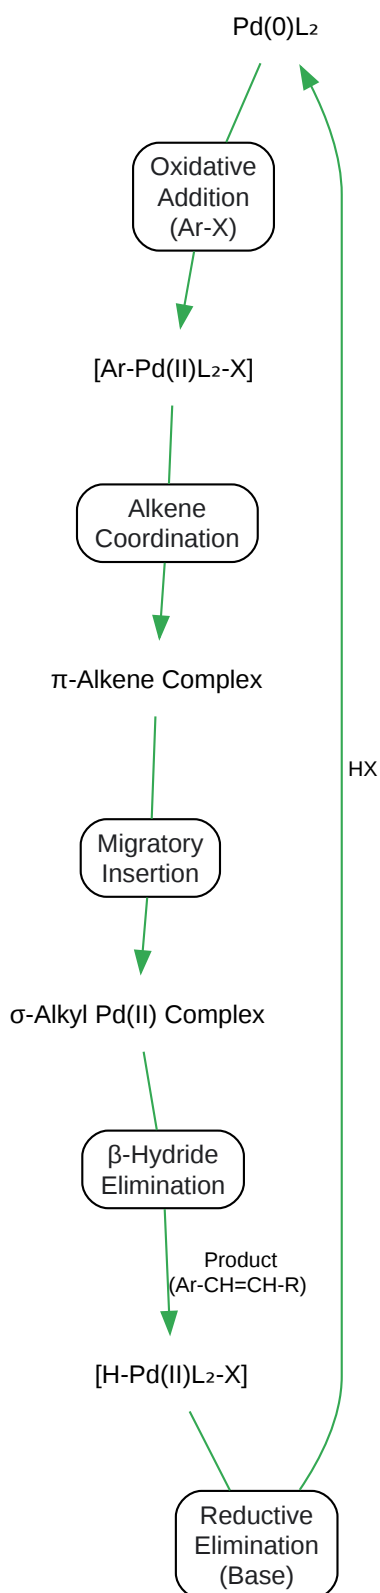 Pd(0)L₂
Oxidative
Addition
(Ar-X)
[Ar-Pd(II)L₂-X]
Alkene
Coordination
π-Alkene Complex
HX
Migratory
Insertion
σ-Alkyl Pd(II) Complex
β-Hydride
Elimination
Product
(Ar-CH=CH-R)
[H-Pd(II)L₂-X]
Reductive
Elimination
(Base)